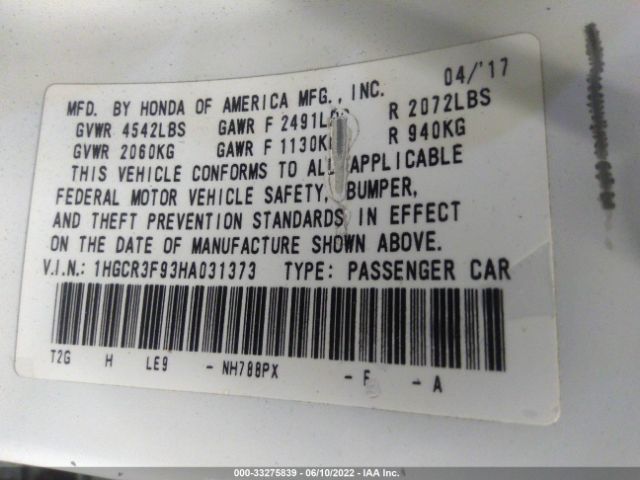 04/'17
MFD. BY HONDA OF AMERICA MFG., INC.
GVWR 4542LBS GAWR F 2491L R 2072LBS
GVWR 2060KG GAWR F 1130K R 940KG
THIS VEHICLE CONFORMS TO ALL APPLICABLE
FEDERAL MOTOR VEHICLE SAFETY, BUMPER,
AND THEFT PREVENTION STANDARDS IN EFFECT
ON THE DATE OF MANUFACTURE SHOWN ABOVE.
V.I.N.: 1HGCR3F93HA031373 TYPE: PASSENGER CAR
T2G H LE9 - NH788PX - F - A
000-33275839 - 06/10/2022 - IAA Inc.